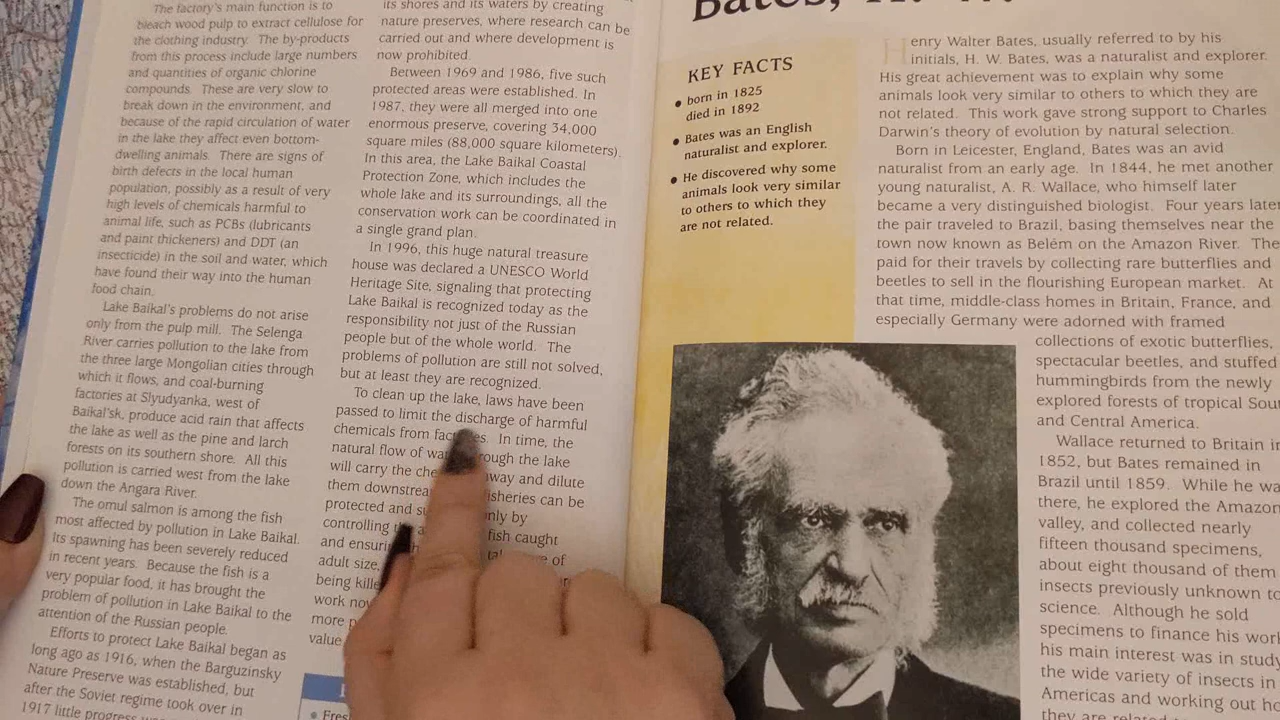 The factory's main function is to
bleach wood pulp to extract cellulose for
the clothing industry. The by-products
from this process include large numbers
and quantities of organic chlorine
compounds. These are very slow to
break down in the environment, and
because of the rapid circulation of water
in the lake they affect even bottom-
dwelling animals. There are signs of
birth defects in the local human
population, possibly as a result of very
high levels of chemicals harmful to
animal life, such as PCBs (lubricants
and paint thickeners) and DDT (an
insecticide) in the soil and water, which
have found their way into the human
food chain.
Lake Baikal's problems do not arise
only from the pulp mill. The Selenga
River carries pollution to the lake from
the three large Mongolian cities through
which it flows, and coal-burning
factories at Slyudyanka, west of
Baikal'sk, produce acid rain that affects
the lake as well as the pine and larch
forests on its southern shore. All this
pollution is carried west from the lake
down the Angara River.
The omul salmon is among the fish
most affected by pollution in Lake Baikal.
Its spawning has been severely reduced
in recent years. Because the fish is a
very popular food, it has brought the
problem of pollution in Lake Baikal to the
attention of the Russian people.
Efforts to protect Lake Baikal began as
long ago as 1916, when the Barguzinsky
Nature Preserve was established, but
after the Soviet regime took over in
1917 little progress
its shores and its waters by creating
nature preserves, where research can be
carried out and where development is
now prohibited.
Between 1969 and 1986, five such
protected areas were established. In
1987, they were all merged into one
enormous preserve, covering 34,000
square miles (88,000 square kilometers).
In this area, the Lake Baikal Coastal
Protection Zone, which includes the
whole lake and its surroundings, all the
conservation work can be coordinated in
a single grand plan.
In 1996, this huge natural treasure
house was declared a UNESCO World
Heritage Site, signaling that protecting
Lake Baikal is recognized today as the
responsibility not just of the Russian
people but of the whole world. The
problems of pollution are still not solved,
but at least they are recognized.
To clean up the lake, laws have been
passed to limit the discharge of harmful
chemicals from. In time, the
natural flow of through the lake
will carry the away and dilute
them downstream fisheries can be
protected and only by
controlling fish caught
and of
adult size,
being
work now
more
value
Bates,
KEY FACTS
• born in 1825
died in 1892
• Bates was an English
naturalist and explorer.
• He discovered why some
animals look very similar
to others to which they
are not related.
Henry Walter Bates, usually referred to by his
initials, H. W. Bates, was a naturalist and explorer.
His great achievement was to explain why some
animals look very similar to others to which they are
not related. This work gave strong support to Charles
Darwin's theory of evolution by natural selection.
Born in Leicester, England, Bates was an avid
naturalist from an early age. In 1844, he met another
young naturalist, A. R. Wallace, who himself later
became a very distinguished biologist. Four years later
the pair traveled to Brazil, basing themselves near the
town now known as Belém on the Amazon River. The
paid for their travels by collecting rare butterflies and
beetles to sell in the flourishing European market. At
that time, middle-class homes in Britain, France, and
especially Germany were adorned with framed
collections of exotic butterflies,
spectacular beetles, and stuffed
hummingbirds from the newly
explored forests of tropical Sou
and Central America.
Wallace returned to Britain in
1852, but Bates remained in
Brazil until 1859. While he wa
there, he explored the Amazon
valley, and collected nearly
fifteen thousand specimens,
about eight thousand of them
insects previously unknown to
science. Although he sold
specimens to finance his work
his main interest was in study
the wide variety of insects in
Americas and working out ho
they are related